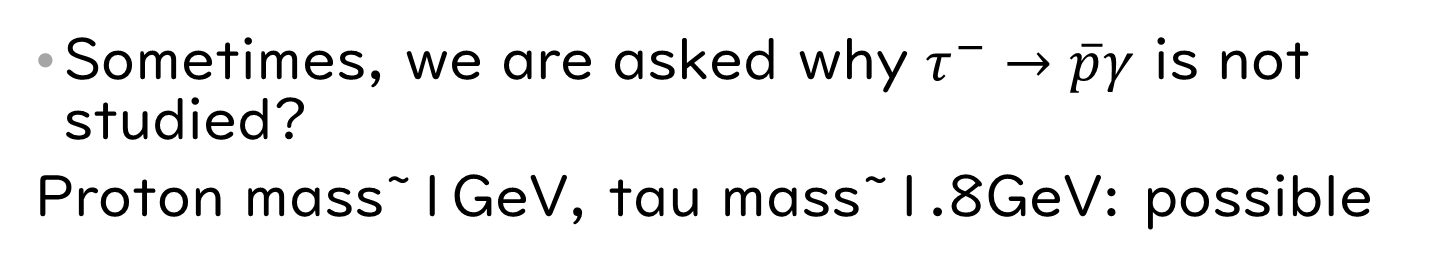 • Sometimes, we are asked why τ⁻ → p̄γ is not
studied?
Proton mass~1GeV, tau mass~1.8GeV: possible